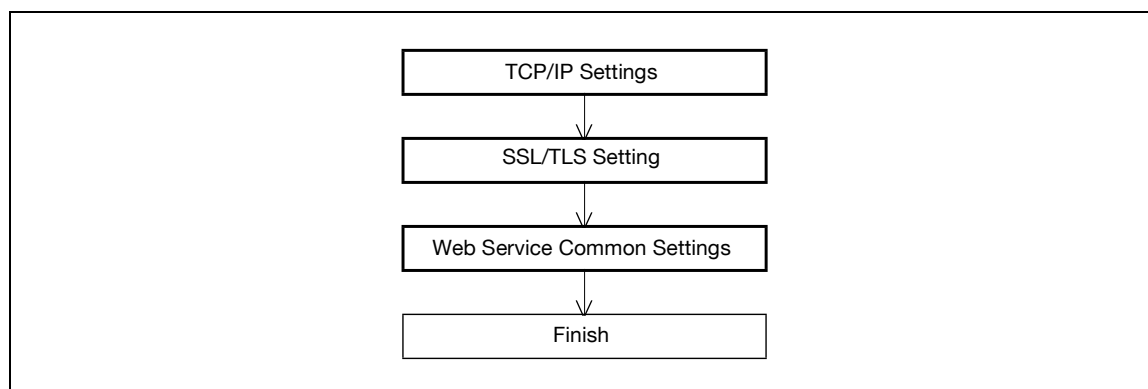 TCP/IP Settings
SSL/TLS Setting
Web Service Common Settings
Finish